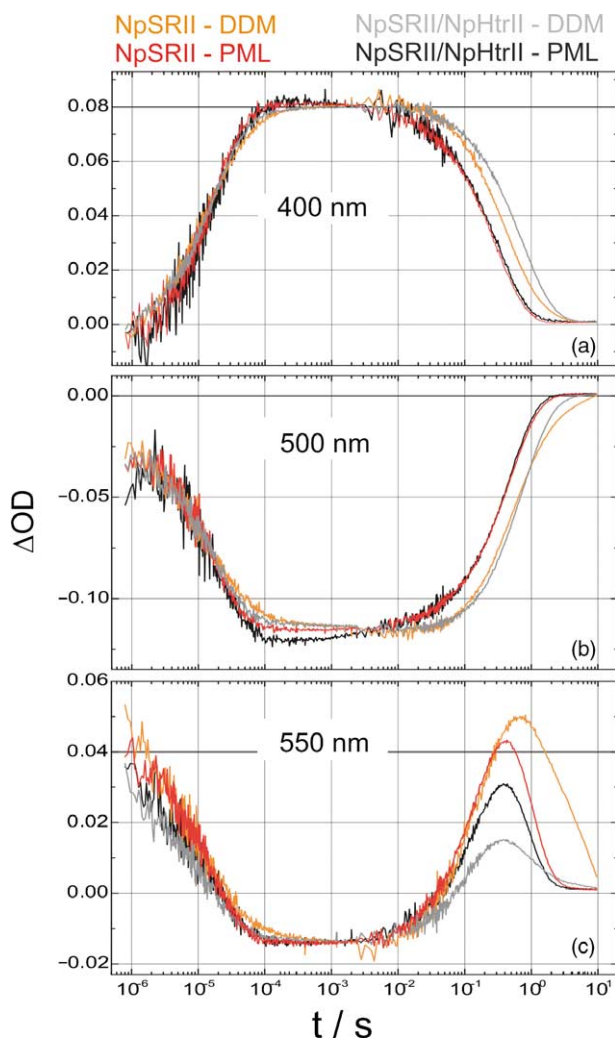 NpSRII - DDM NpSRII/NpHtrII - DDM
NpSRII - PML NpSRII/NpHtrII - PML
0.08
0.06
0.04
0.02
0.00
400 nm
(a)
0.00
−0.05
−0.10
500 nm
(b)
ΔOD
0.06
0.04
0.02
0.00
−0.02
550 nm
(c)
10⁻⁶ 10⁻⁵ 10⁻⁴ 10⁻³ 10⁻² 10⁻¹ 10⁰ 10¹
t / s